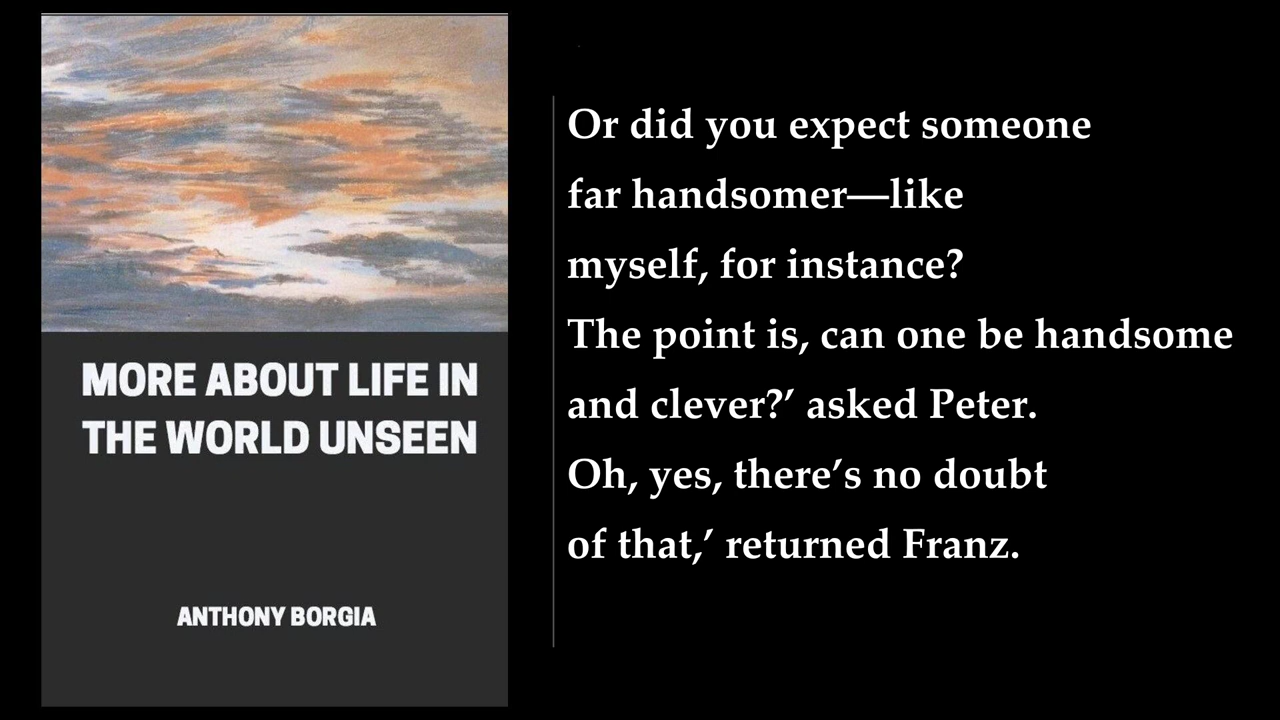 MORE ABOUT LIFE IN
THE WORLD UNSEEN
ANTHONY BORGIA
Or did you expect someone
far handsomer—like
myself, for instance?
The point is, can one be handsome
and clever?’ asked Peter.
Oh, yes, there’s no doubt
of that,’ returned Franz.